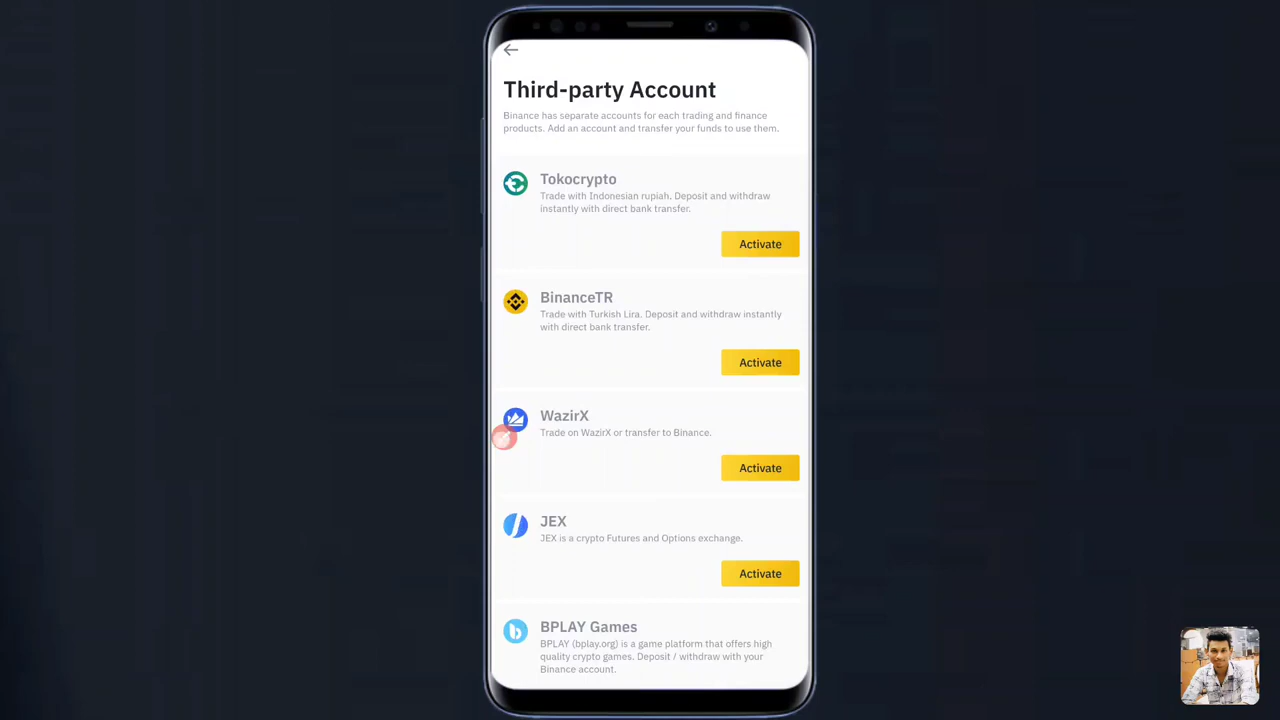 Third-party Account
Binance has separate accounts for each trading and finance
products. Add an account and transfer your funds to use them.
Tokocrypto
Trade with Indonesian rupiah. Deposit and withdraw
instantly with direct bank transfer.
Activate
BinanceTR
Trade with Turkish Lira. Deposit and withdraw instantly
with direct bank transfer.
Activate
WazirX
Trade on WazirX or transfer to Binance.
Activate
JEX
JEX is a crypto Futures and Options exchange.
Activate
BPLAY Games
BPLAY (bplay.org) is a game platform that offers high
quality crypto games. Deposit / withdraw with your
Binance account.